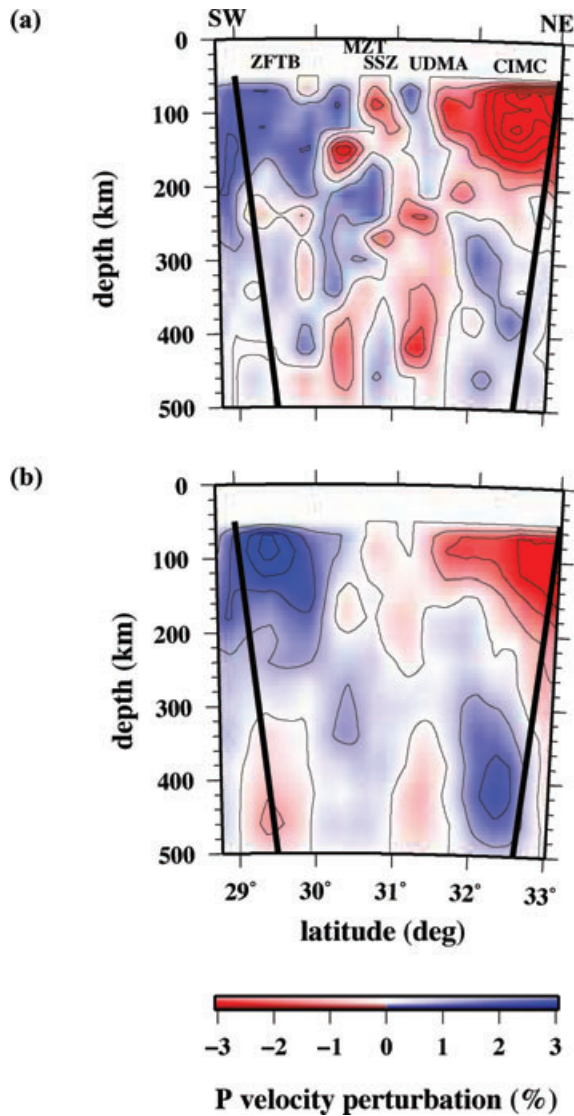 (a)
SW
NE
MZT
ZFTB
SSZ
UDMA
CIMC
0
100
200
300
400
500
depth (km)
(b)
0
100
200
300
400
500
depth (km)
29° 30° 31° 32° 33°
latitude (deg)
−3 −2 −1 0 1 2 3
P velocity perturbation (%)